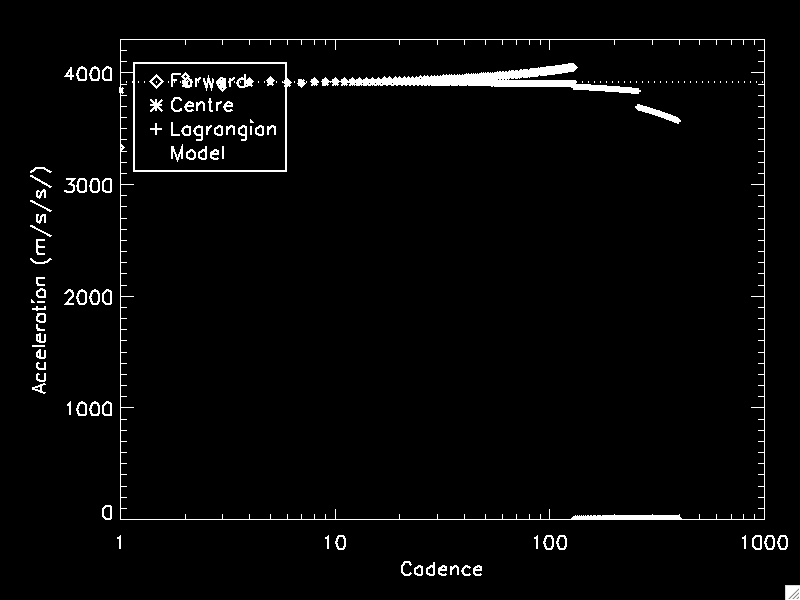 4000
3000
2000
1000
0
Acceleration (m/s/s/)
Forward
Centre
Lagrangian
Model
1 10 100 1000
Cadence